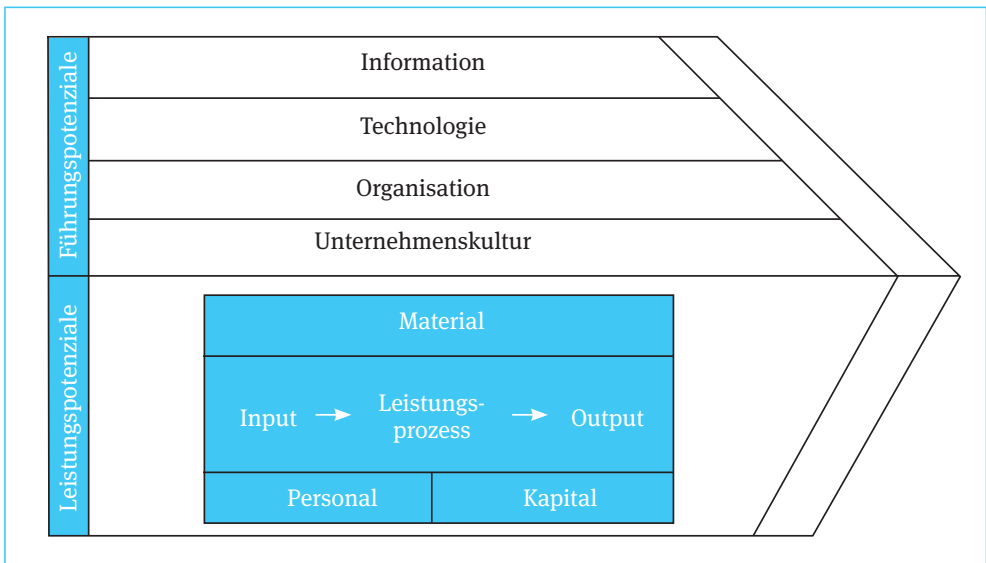 Führungspotenziale
Information
Technologie
Organisation
Unternehmenskultur
Leistungspotenziale
Material
Input
Leistungs-
prozess
Output
Personal
Kapital